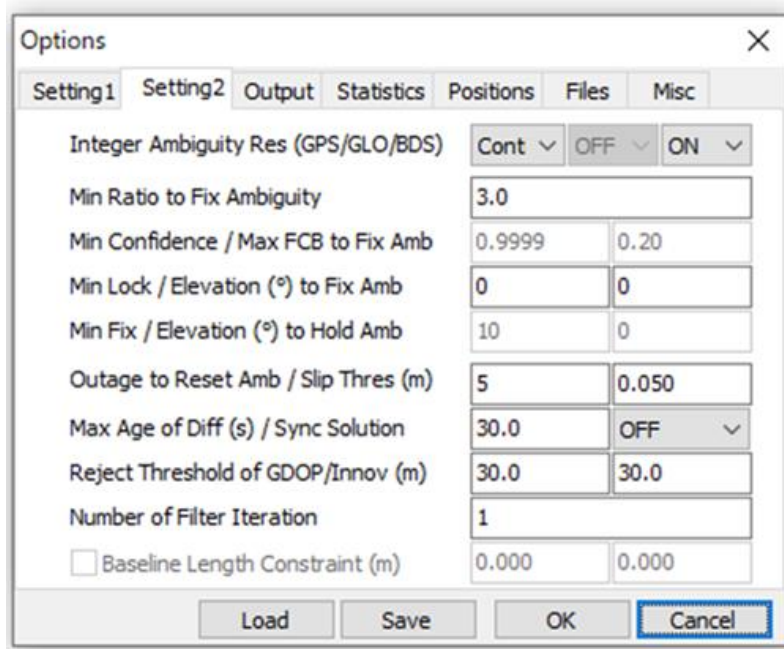 Options
Setting1 Setting2 Output Statistics Positions Files Misc
Integer Ambiguity Res (GPS/GLO/BDS) Cont OFF ON
Min Ratio to Fix Ambiguity 3.0
Min Confidence / Max FCB to Fix Amb 0.9999 0.20
Min Lock / Elevation (°) to Fix Amb 0 0
Min Fix / Elevation (°) to Hold Amb 10 0
Outage to Reset Amb / Slip Thres (m) 5 0.050
Max Age of Diff (s) / Sync Solution 30.0 OFF
Reject Threshold of GDOP/Innov (m) 30.0 30.0
Number of Filter Iteration 1
Baseline Length Constraint (m) 0.000 0.000
Load Save OK Cancel